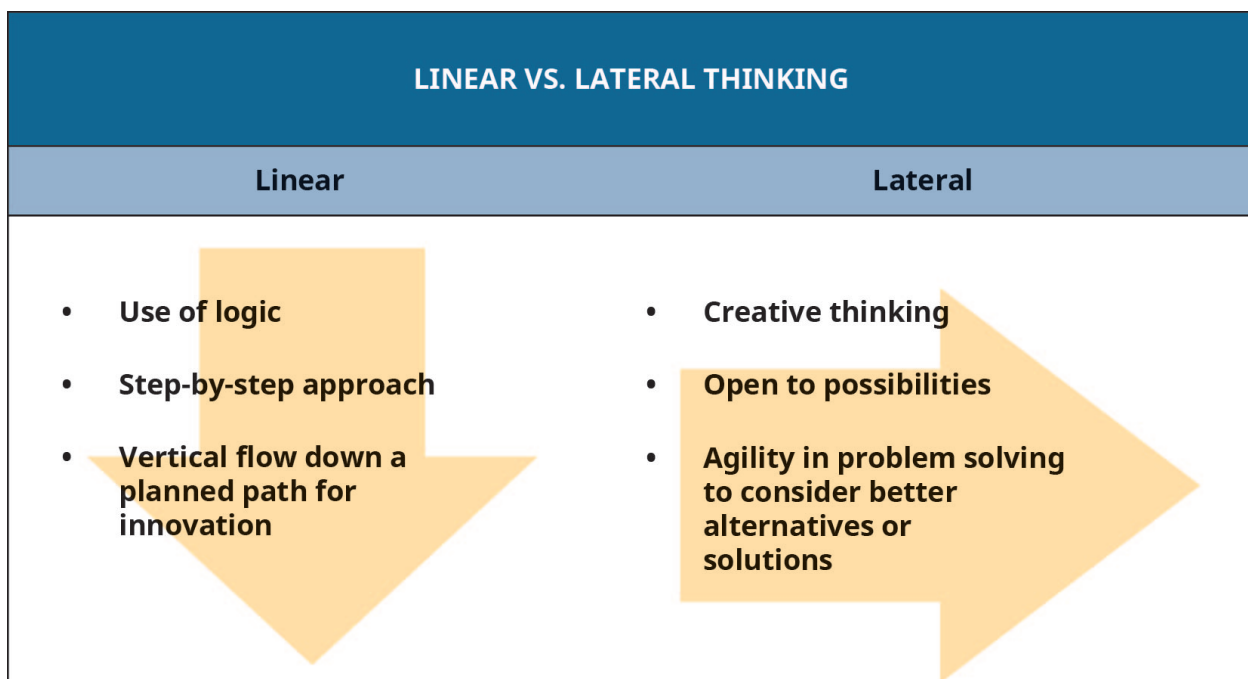 LINEAR VS. LATERAL THINKING
Linear
Lateral
• Use of logic
• Step-by-step approach
• Vertical flow down a
planned path for
innovation
• Creative thinking
• Open to possibilities
• Agility in problem solving
to consider better
alternatives or
solutions